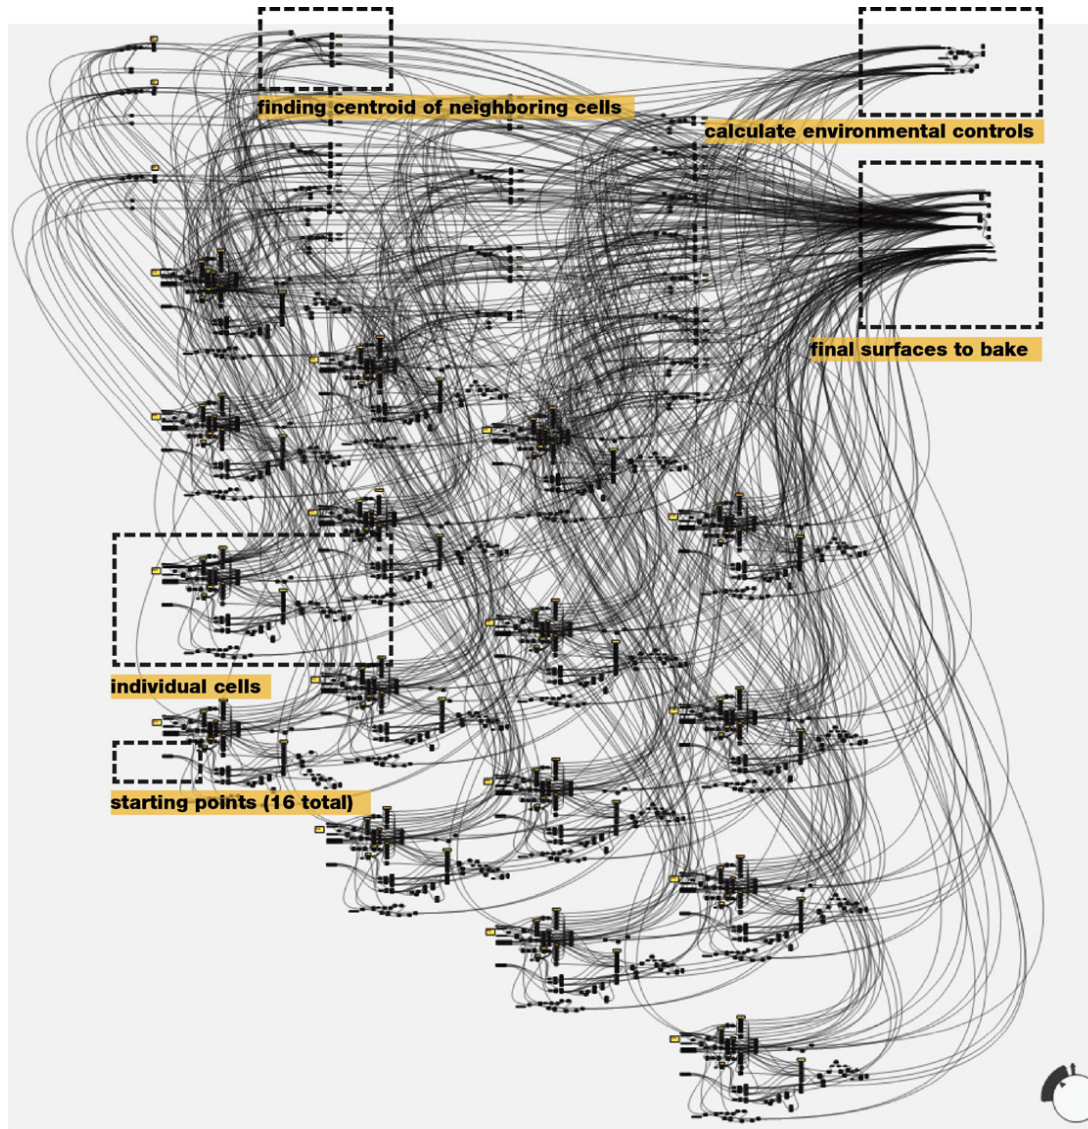 finding centroid of neighboring cells
calculate environmental controls
final surfaces to bake
individual cells
starting points (16 total)